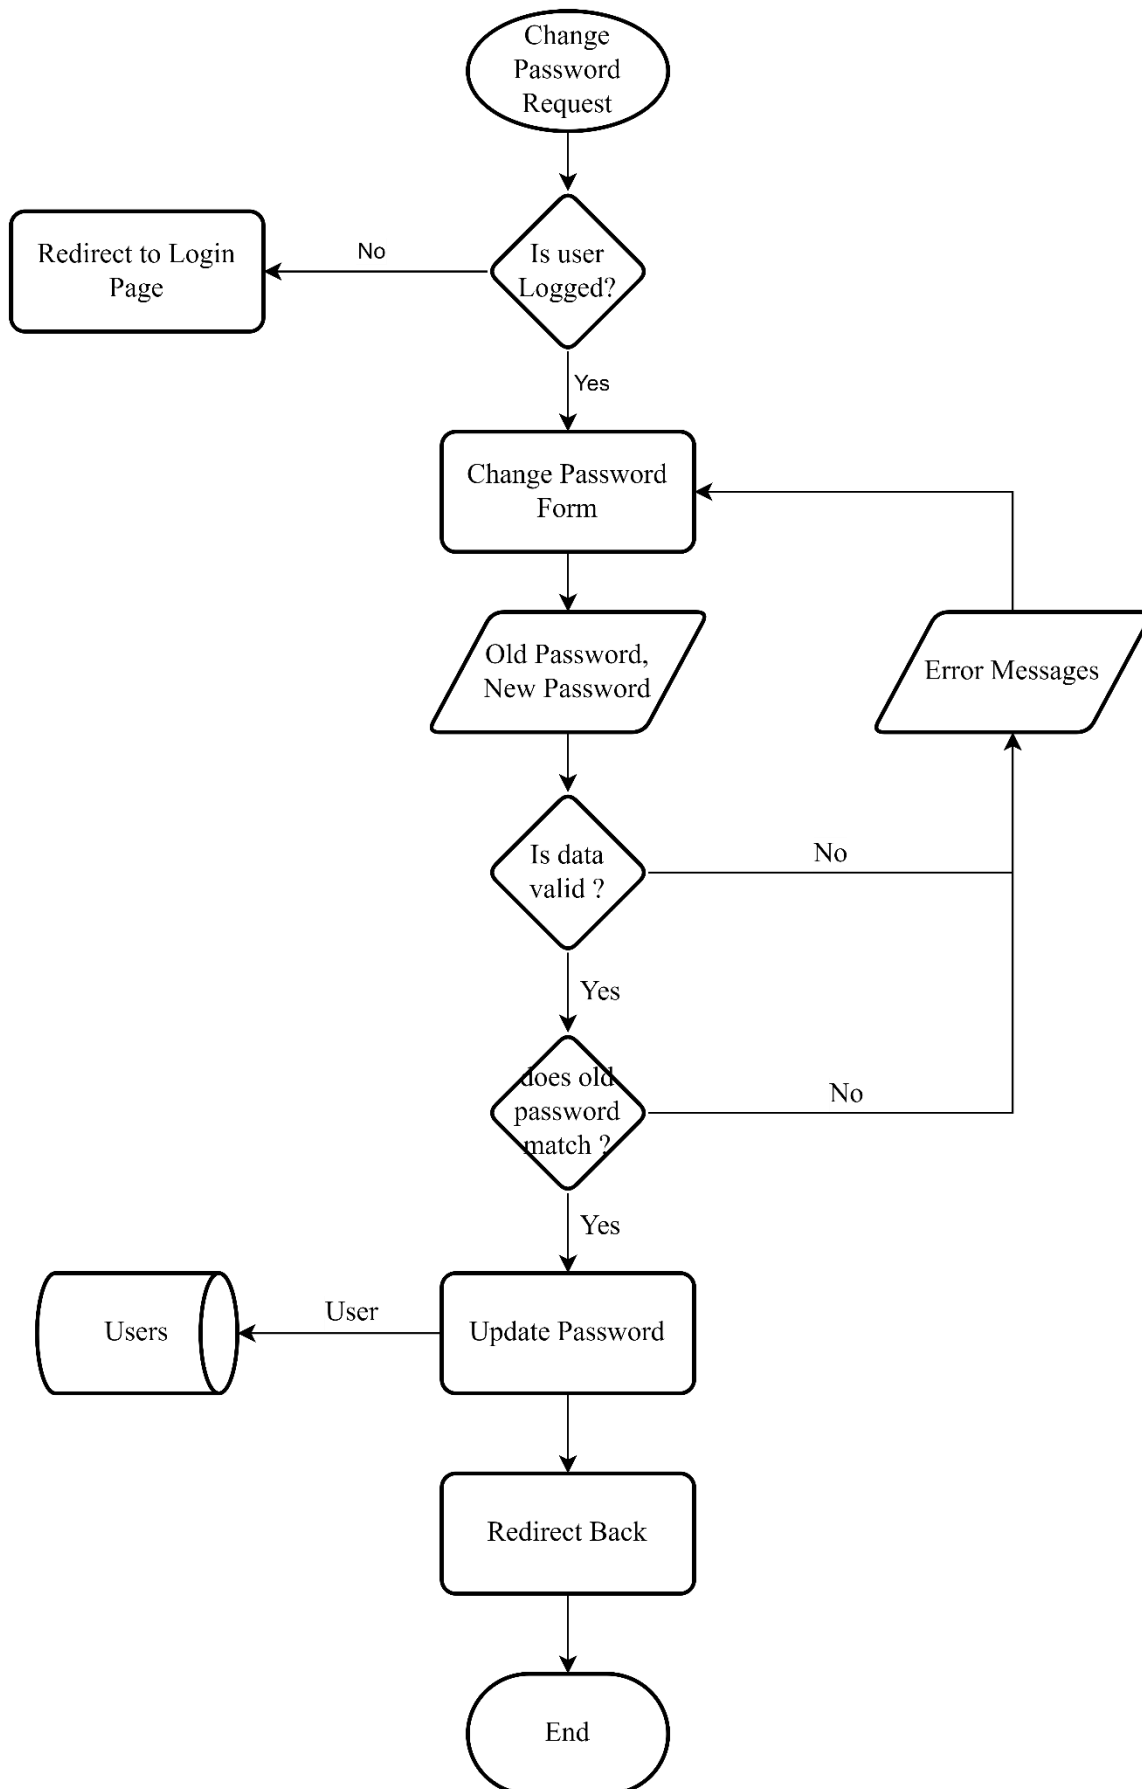 Change
Password
Request
Is user
Logged?
No
Redirect to Login
Page
Yes
Change Password
Form
Old Password,
New Password
Error Messages
Is data
valid ?
No
Yes
does old
password
match ?
No
Yes
Update Password
User
Users
Redirect Back
End